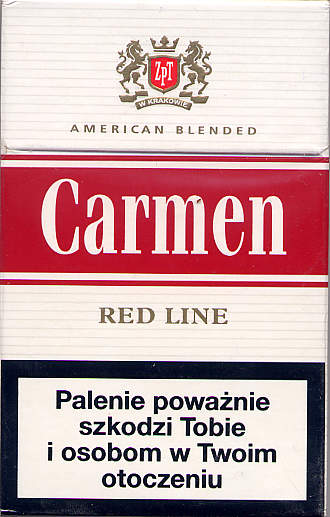 ZPT
W KRAKOWIE
AMERICAN BLENDED
Carmen
RED LINE
Palenie poważnie
szkodzi Tobie
i osobom w Twoim
otoczeniu